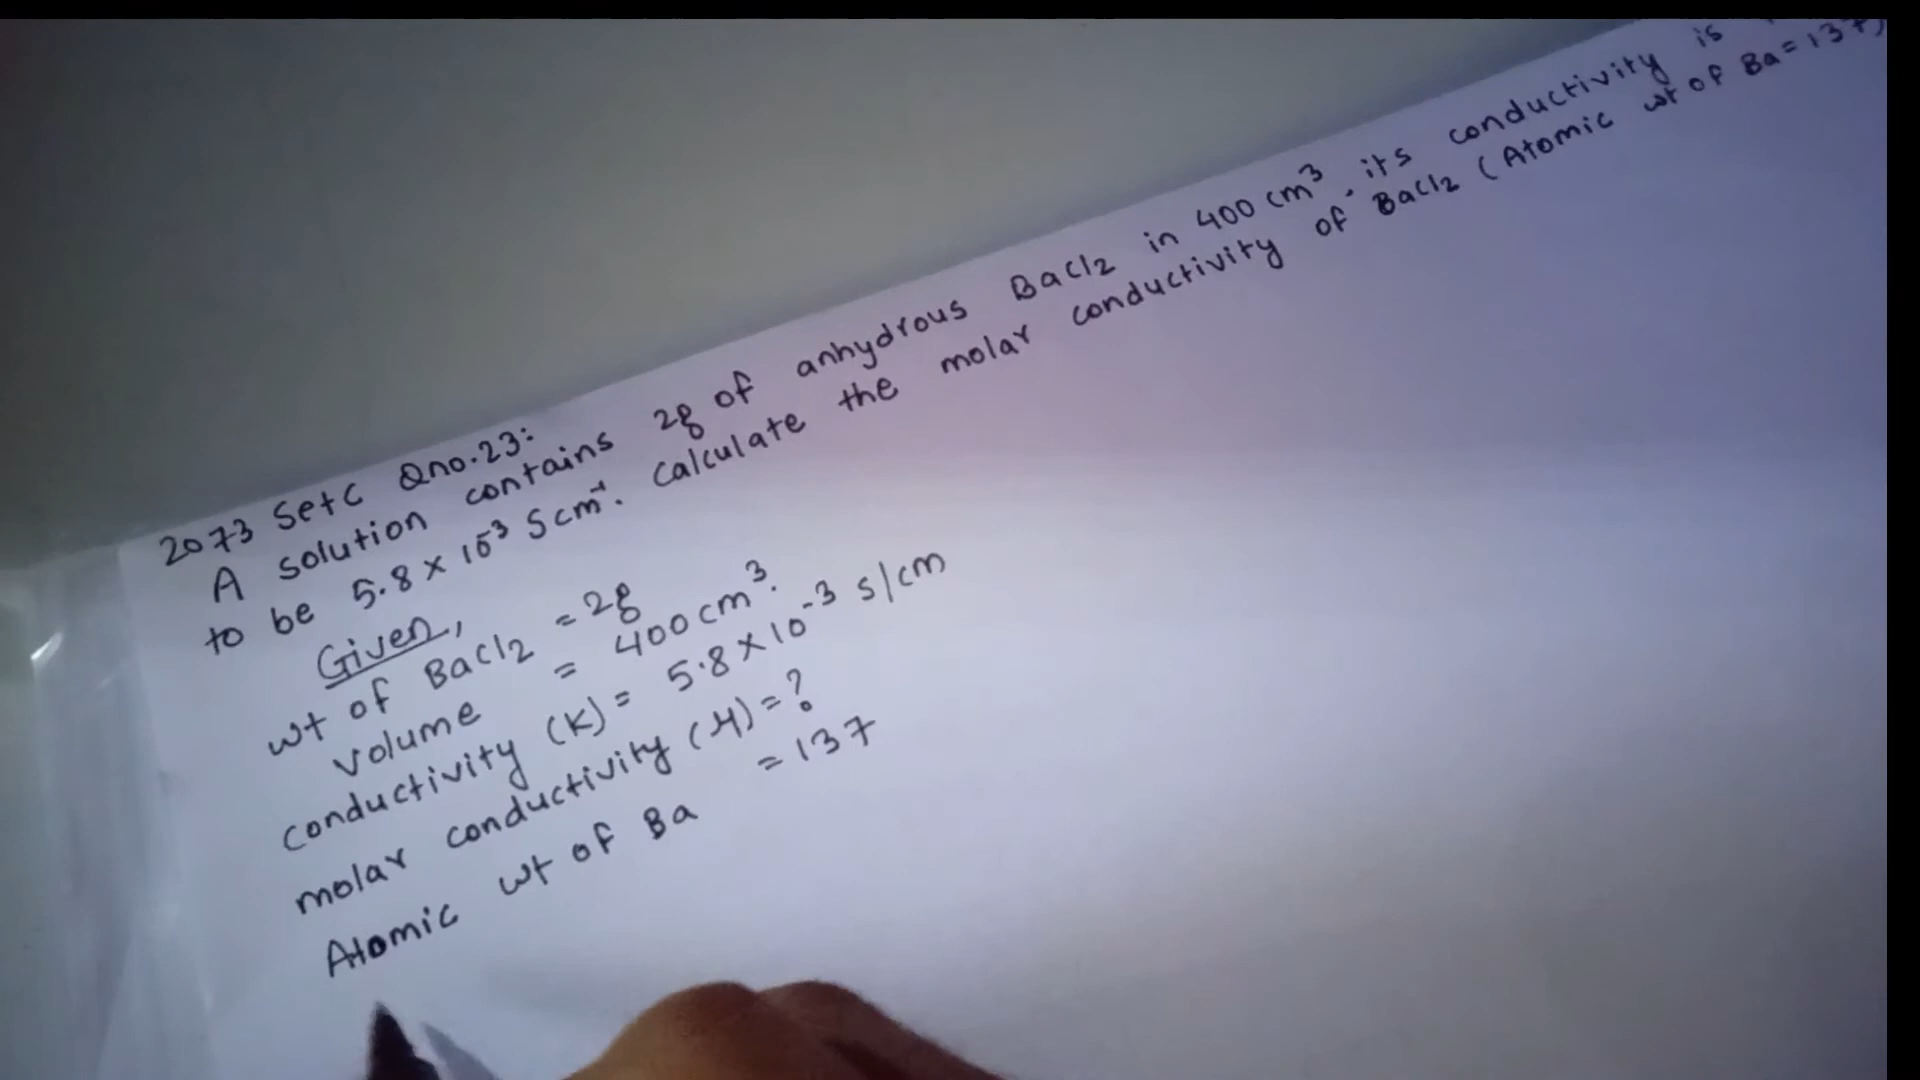 2073 Set C Qno.23:
A solution contains 2g of anhydrous BaCl2 in 400 cm³. its conductivity is
to be 5.8 × 10⁻³ S cm⁻¹. Calculate the molar conductivity of BaCl2 (Atomic wt of Ba = 137)
Given,
wt of BaCl2 = 2g
volume = 400 cm³.
conductivity (K) = 5.8 × 10⁻³ s/cm
molar conductivity (μ) = ?
Atomic wt of Ba = 137